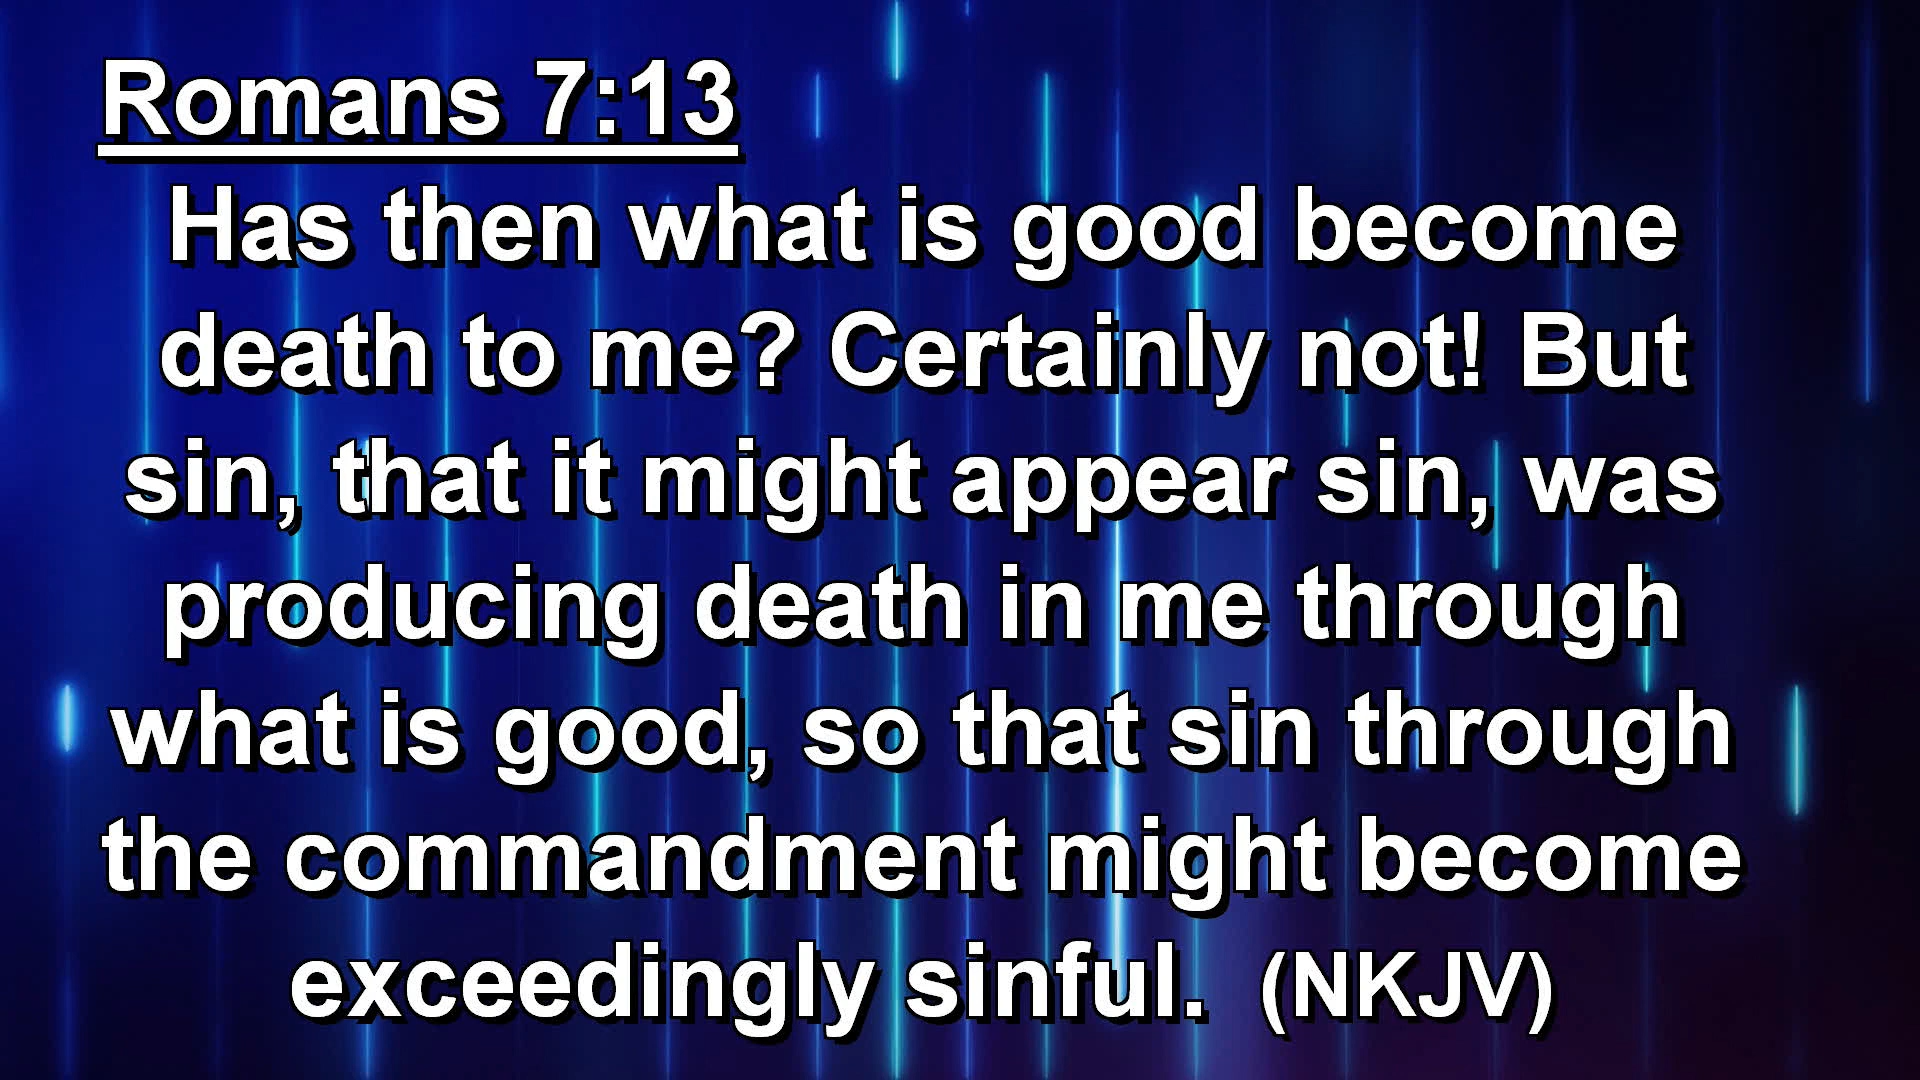 Romans 7:13
Has then what is good become
death to me? Certainly not! But
sin, that it might appear sin, was
producing death in me through
what is good, so that sin through
the commandment might become
exceedingly sinful. (NKJV)